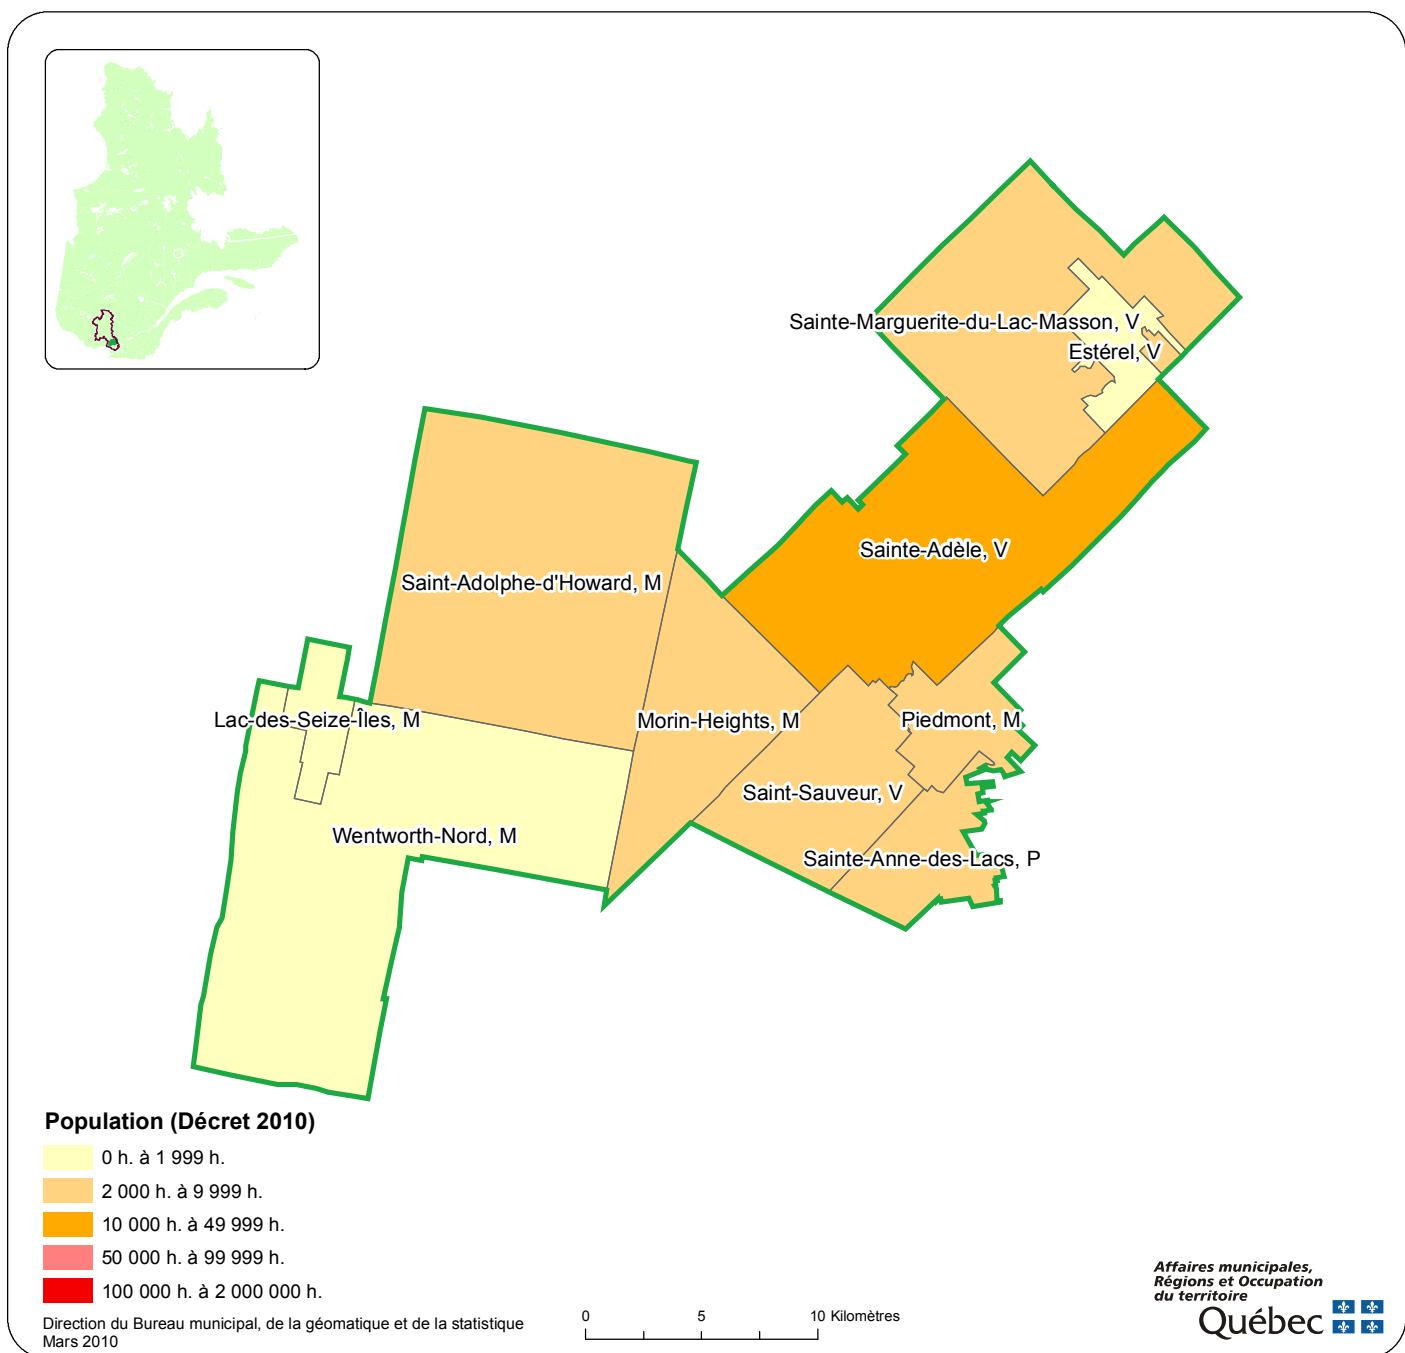 Sainte-Marguerite-du-Lac-Masson, V
Estérel, V
Sainte-Adèle, V
Saint-Adolphe-d'Howard, M
Lac-des-Seize-Îles, M
Morin-Heights, M
Piedmont, M
Saint-Sauveur, V
Wentworth-Nord, M
Sainte-Anne-des-Lacs, P
Population (Décret 2010)
0 h. à 1 999 h.
2 000 h. à 9 999 h.
10 000 h. à 49 999 h.
50 000 h. à 99 999 h.
100 000 h. à 2 000 000 h.
Direction du Bureau municipal, de la géomatique et de la statistique
Mars 2010
0 5 10 Kilomètres
Affaires municipales,
Régions et Occupation
du territoire
Québec